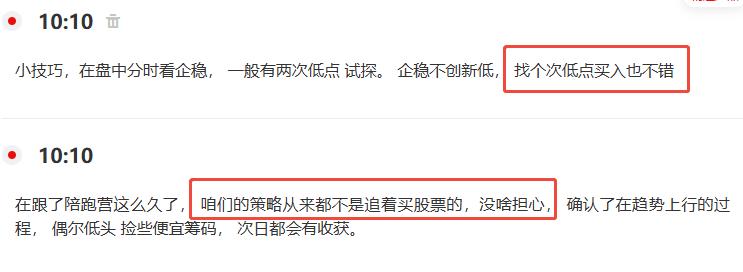 10:10
小技巧，在盘中分时看企稳， 一般有两次低点 试探。 企稳不创新低， 找个次低点买入也不错
10:10
在跟了陪跑营这么久了， 咱们的策略从来都不是追着买股票的，没啥担心， 确认了在趋势上行的过
程， 偶尔低头 捡些便宜筹码， 次日都会有收获。